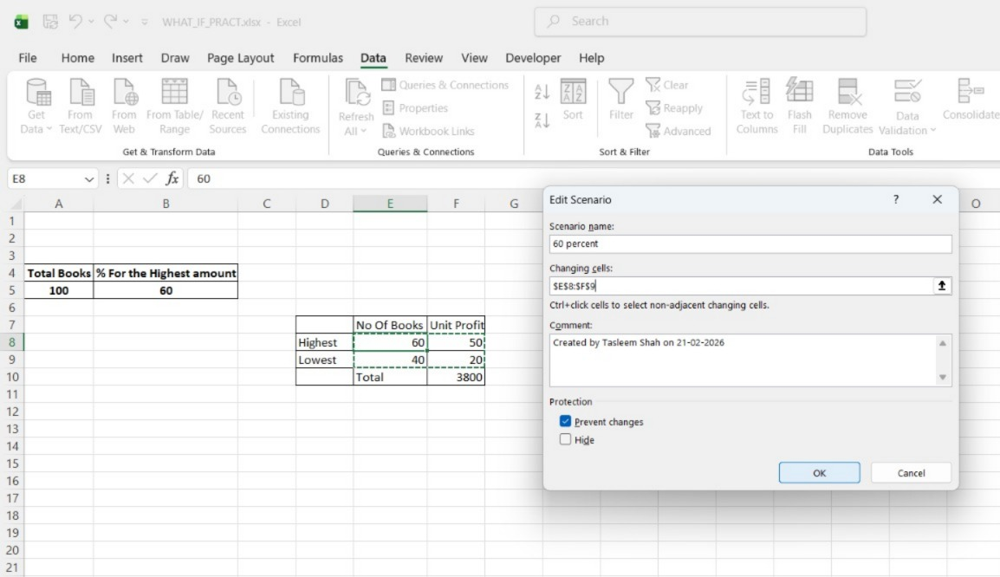 WHAT_IF_PRACT.xlsx - Excel
Search
File Home Insert Draw Page Layout Formulas Data Review View Developer Help
Get Data
From Text/CSV
From Web
From Table/ Range
Recent Sources
Existing Connections
Get & Transform Data
Refresh All
Queries & Connections
Properties
Workbook Links
Queries & Connections
Sort
Filter
Clear
Reapply
Advanced
Sort & Filter
Text to Columns
Flash Fill
Remove Duplicates
Data Validation
Consolidate
Data Tools
E8 fx 60
A B C D E F G O
1
2
3
4 Total Books % For the Highest amount
5 100 60
6
7 No Of Books Unit Profit
8 Highest 60 50
9 Lowest 40 20
10 Total 3800
11
12
13
14
15
16
17
18
19
20
21
Edit Scenario ?
Scenario name:
60 percent
Changing cells:
$E$8:$F$9
Ctrl+click cells to select non-adjacent changing cells.
Comment:
Created by Tasleem Shah on 21-02-2026
Protection
Prevent changes
Hide
OK Cancel